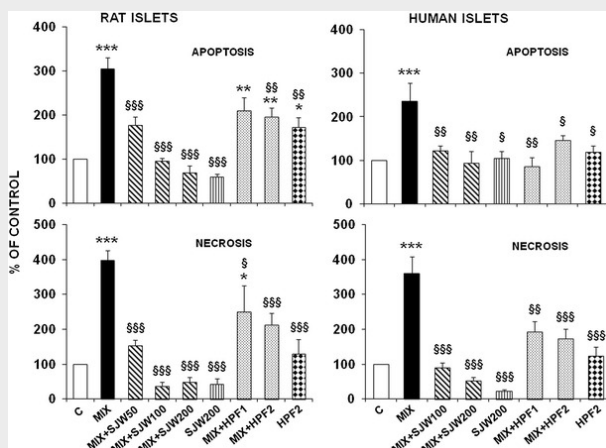 RAT ISLETS
HUMAN ISLETS
% OF CONTROL
400
300
200
100
0
APOPTOSIS
***
§§§
§§§
§§§
§§§
**
§§
**
§§
*
400
300
200
100
0
APOPTOSIS
***
§§
§§
§
§§
§
§
500
400
300
200
100
0
NECROSIS
***
§§§
§§§
§§§
§§§
§
*
§§§
§§§
C
MIX
MIX+SJW50
MIX+SJW100
MIX+SJW200
SJW200
MIX+HPF1
MIX+HPF2
HPF2
500
400
300
200
100
0
NECROSIS
***
§§§
§§§
§§§
§§
§§§
§§§
C
MIX
MIX+SJW100
MIX+SJW200
SJW200
MIX+HPF1
MIX+HPF2
HPF2